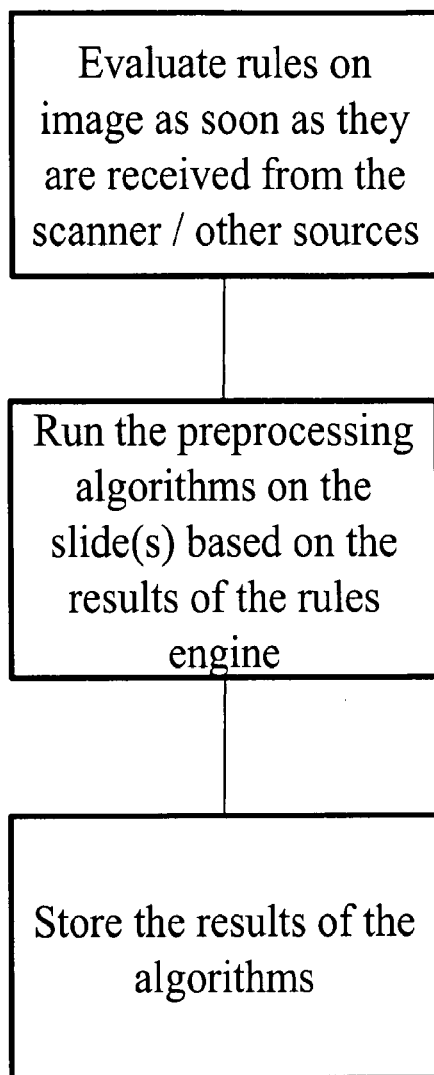 Evaluate rules on
image as soon as they
are received from the
scanner / other sources
Run the preprocessing
algorithms on the
slide(s) based on the
results of the rules
engine
Store the results of the
algorithms